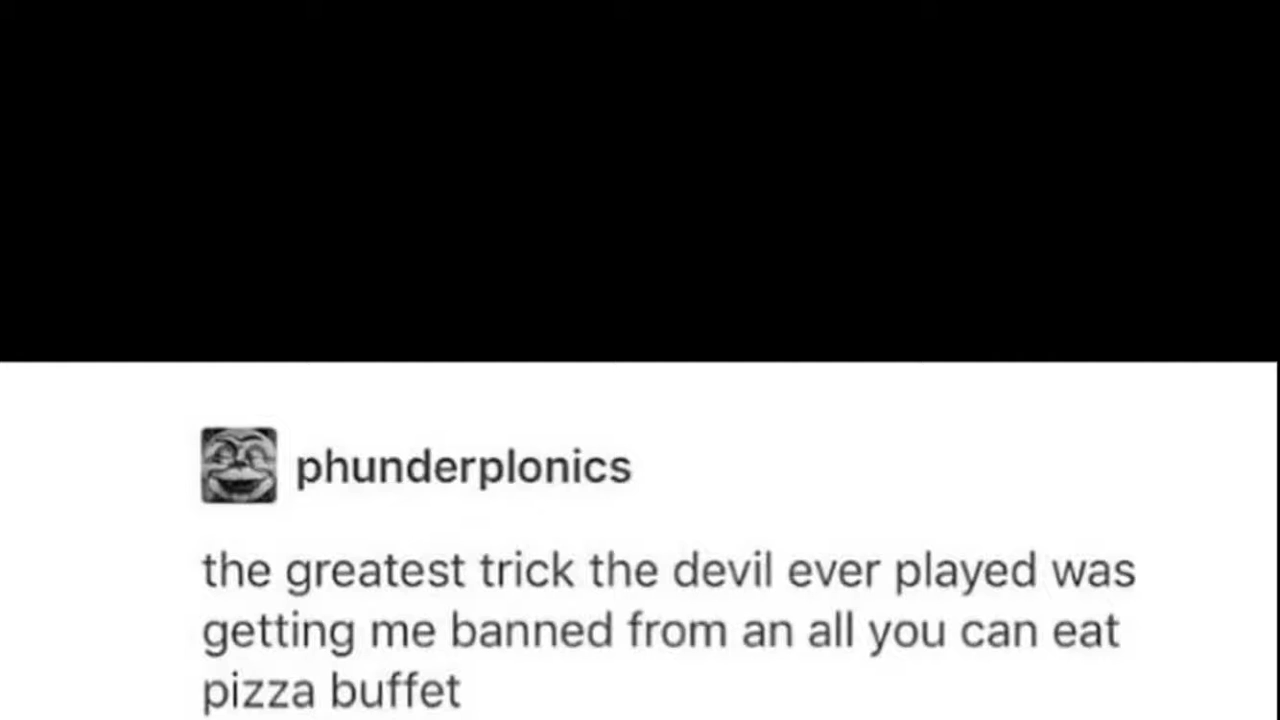 phunderplonics
the greatest trick the devil ever played was
getting me banned from an all you can eat
pizza buffet